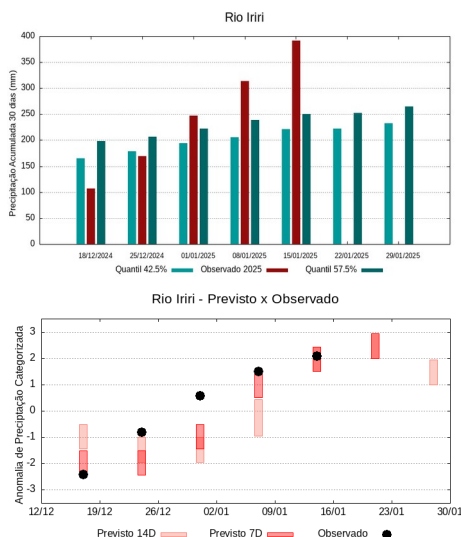 Rio Iriri
Precipitação Acumulada 30 dias (mm)
400
350
300
250
200
150
100
50
0
18/12/2024 25/12/2024 01/01/2025 08/01/2025 15/01/2025 22/01/2025 29/01/2025
Quantil 42.5% Observado 2025 Quantil 57.5%
Rio Iriri - Previsto x Observado
Anomalia de Preciptação Categorizada
3
2
1
0
-1
-2
-3
12/12 19/12 26/12 02/01 09/01 16/01 23/01 30/01
Previsto 14D Previsto 7D Observado